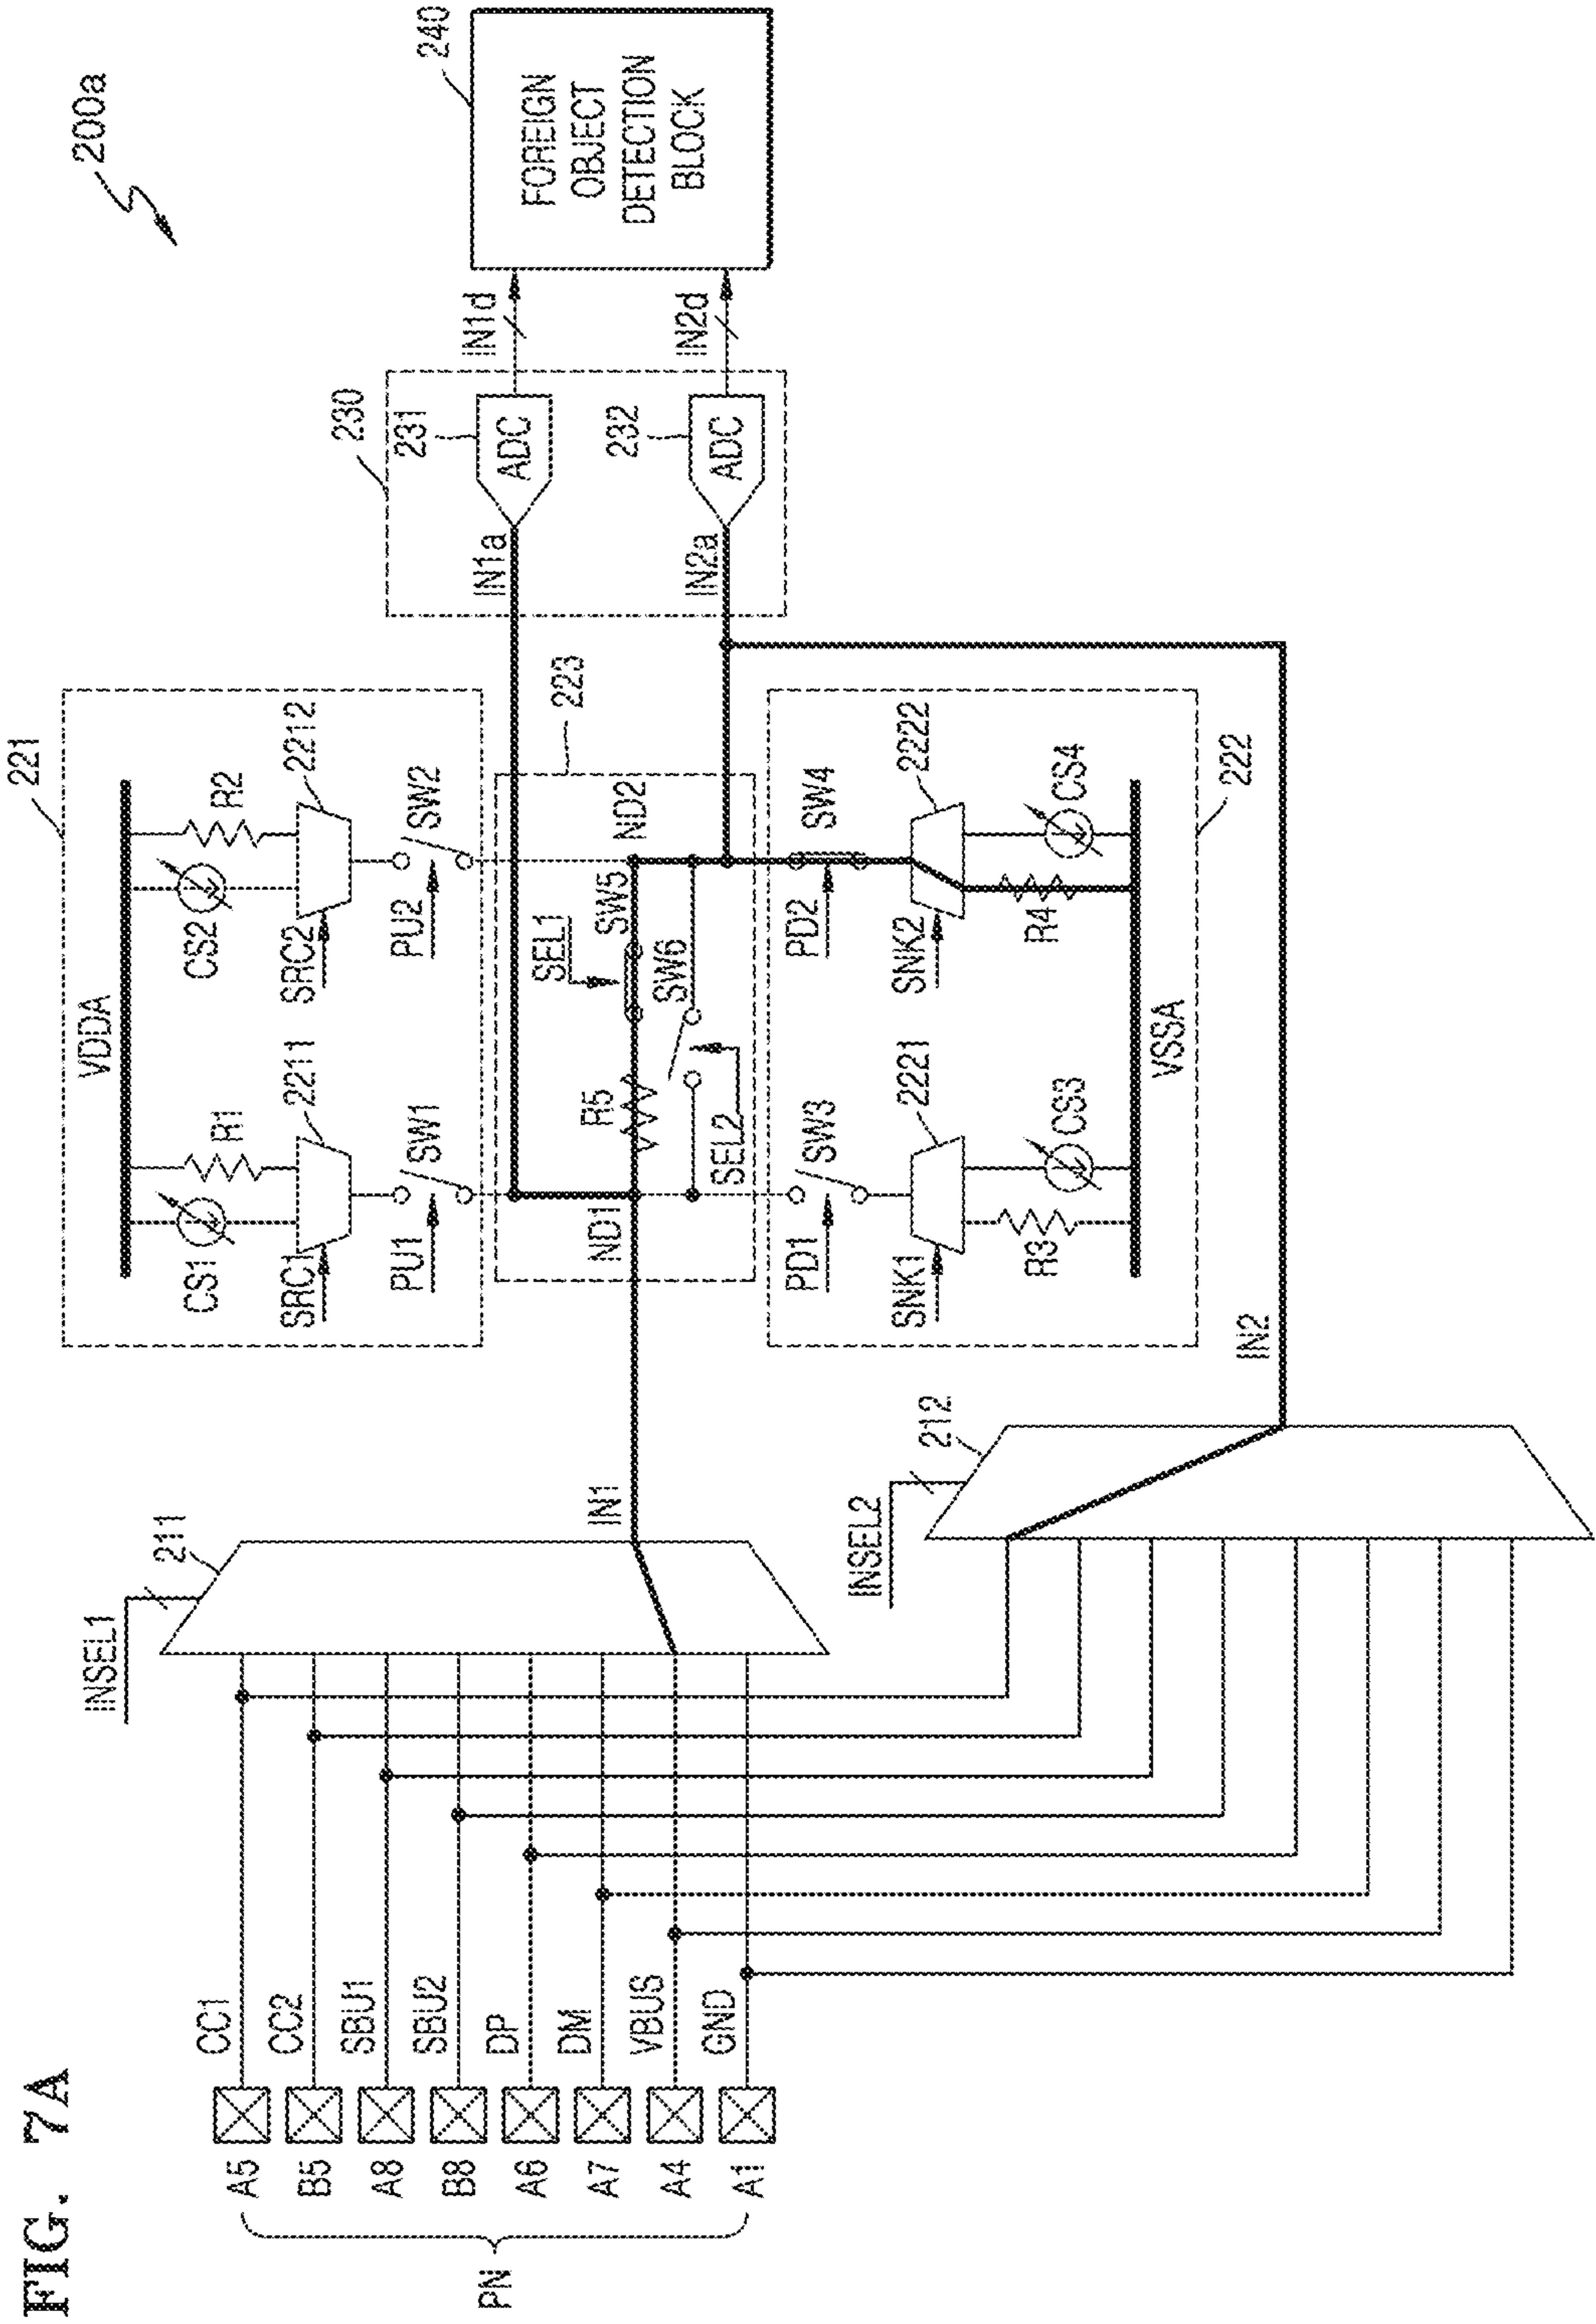 FIG. 7A
200a
PN
A5
B5
A8
B8
A6
A7
A4
A1
CC1
CC2
SBU1
SBU2
DP
DM
VBUS
GND
INSEL1
211
IN1
INSEL2
212
IN2
221
VDDA
CS1
R1
CS2
R2
SRC1
2211
SRC2
2212
PU1
SW1
PU2
SW2
223
ND1
R5
SEL1
SW5
ND2
SW6
SEL2
PD1
SW3
PD2
SW4
SNK1
2221
SNK2
2222
R3
CS3
R4
CS4
VSSA
222
230
IN1a
231
ADC
IN1d
IN2a
232
ADC
IN2d
240
FOREIGN
OBJECT
DETECTION
BLOCK